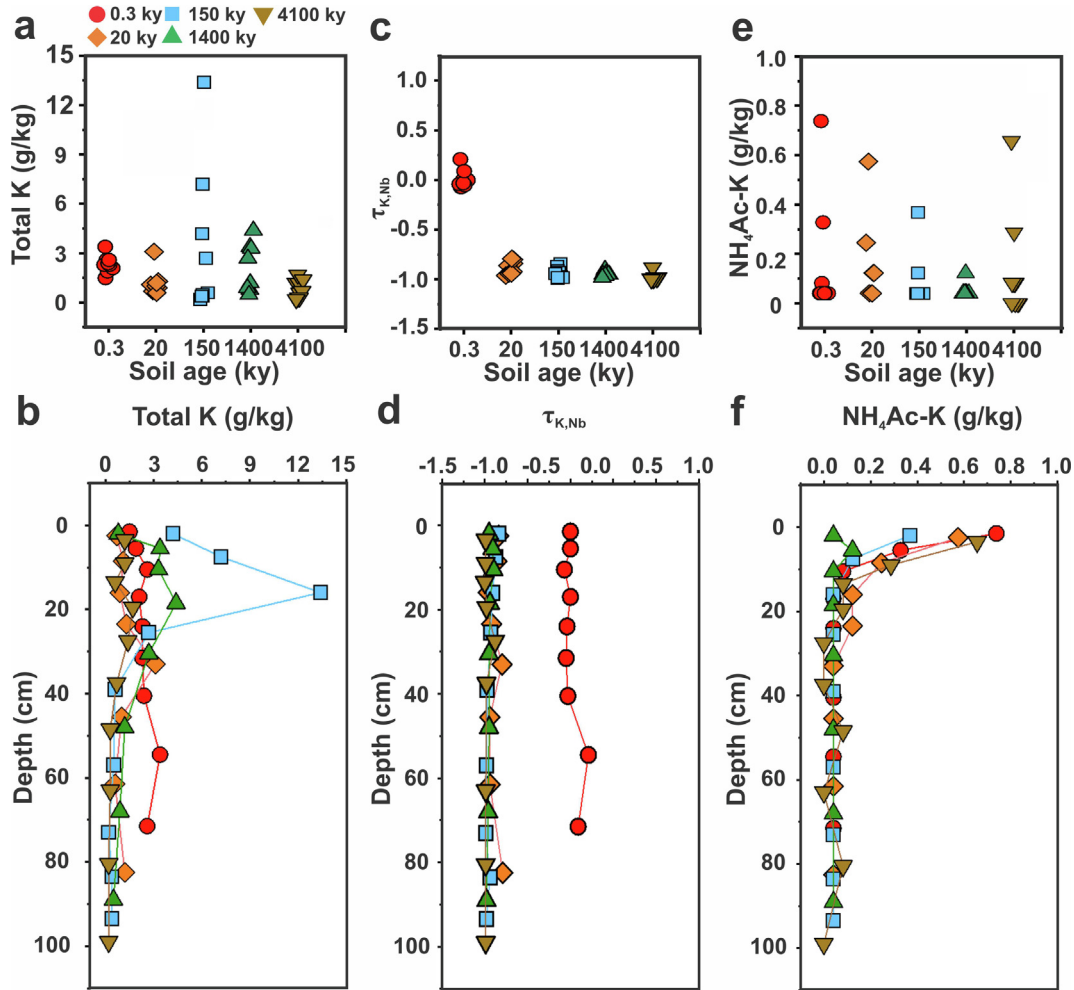 a
0.3 ky 150 ky 4100 ky
20 ky 1400 ky
Total K (g/kg)
15
12
9
6
3
0
0.3 20 150 1400 4100
Soil age (ky)
c
τK,Nb
1.0
0.5
0.0
-0.5
-1.0
-1.5
0.3 20 150 1400 4100
Soil age (ky)
e
NH₄Ac-K (g/kg)
1.0
0.8
0.6
0.4
0.2
0
0.3 20 150 1400 4100
Soil age (ky)
b
Total K (g/kg)
0 3 6 9 12 15
Depth (cm)
0
20
40
60
80
100
d
τK,Nb
-1.5 -1.0 -0.5 0.0 0.5 1.0
Depth (cm)
f
NH₄Ac-K (g/kg)
0.0 0.2 0.4 0.6 0.8 1.0
Depth (cm)
0
20
40
60
80
100